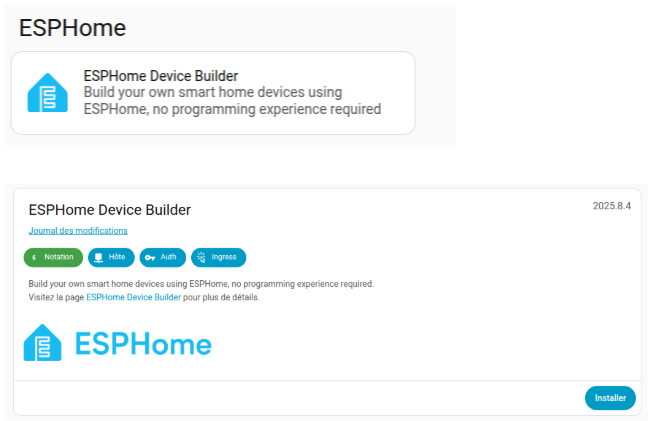 ESPHome
ESPHome Device Builder
Build your own smart home devices using
ESPHome, no programming experience required
ESPHome Device Builder
2025.8.4
Journal des modifications
Notation
Hôte
Auth
Ingress
Build your own smart home devices using ESPHome, no programming experience required.
Visitez la page ESPHome Device Builder pour plus de détails.
ESPHome
Installer